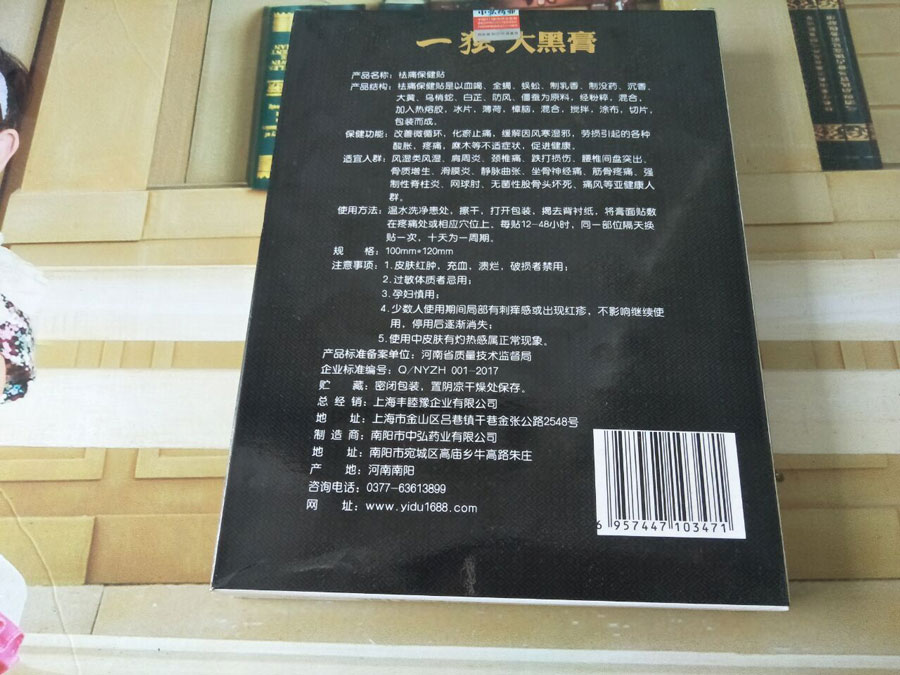 中弘药业
一独大黑膏
产品名称：祛痛保健贴
产品结构：祛痛保健贴是以血竭、全蝎、蜈蚣、制乳香、制没药、沉香、
大黄、乌梢蛇、白芷、防风、僵蚕为原料，经粉粹，混合，
加入热熔胶，冰片，薄荷，樟脑，混合，搅拌，涂布，切片，
包装而成。
保健功能：改善微循环，化瘀止痛，缓解因风寒湿邪，劳损引起的各种
酸胀，疼痛，麻木等不适症状，促进健康。
适宜人群：风湿类风湿、肩周炎、颈椎痛、跌打损伤、腰椎间盘突出、
骨质增生、滑膜炎、静脉曲张、坐骨神经痛、筋骨疼痛、强
制性脊柱炎、网球肘、无菌性股骨头坏死、痛风等亚健康人
群。
使用方法：温水洗净患处，擦干，打开包装，揭去背衬纸，将膏面贴敷
在疼痛处或相应穴位上，每贴12-48小时，同一部位隔天换
贴一次，十天为一周期。
规 格：100mm*120mm
注意事项：1.皮肤红肿，充血，溃烂，破损者禁用；
2.过敏体质者忌用；
3.孕妇慎用；
4.少数人使用期间局部有刺痒感或出现红疹，不影响继续使
用，停用后逐渐消失；
5.使用中皮肤有灼热感属正常现象。
产品标准备案单位：河南省质量技术监督局
企业标准编号：Q/NYZH 001-2017
贮 藏：密闭包装，置阴凉干燥处保存。
总 经 销：上海丰睦豫企业有限公司
地 址：上海市金山区吕巷镇干巷金张公路2548号
制 造 商：南阳市中弘药业有限公司
地 址：南阳市宛城区高庙乡牛高路朱庄
产 地：河南南阳
咨询电话：0377-63613899
网 址：www.yidu1688.com
6 957447 103471